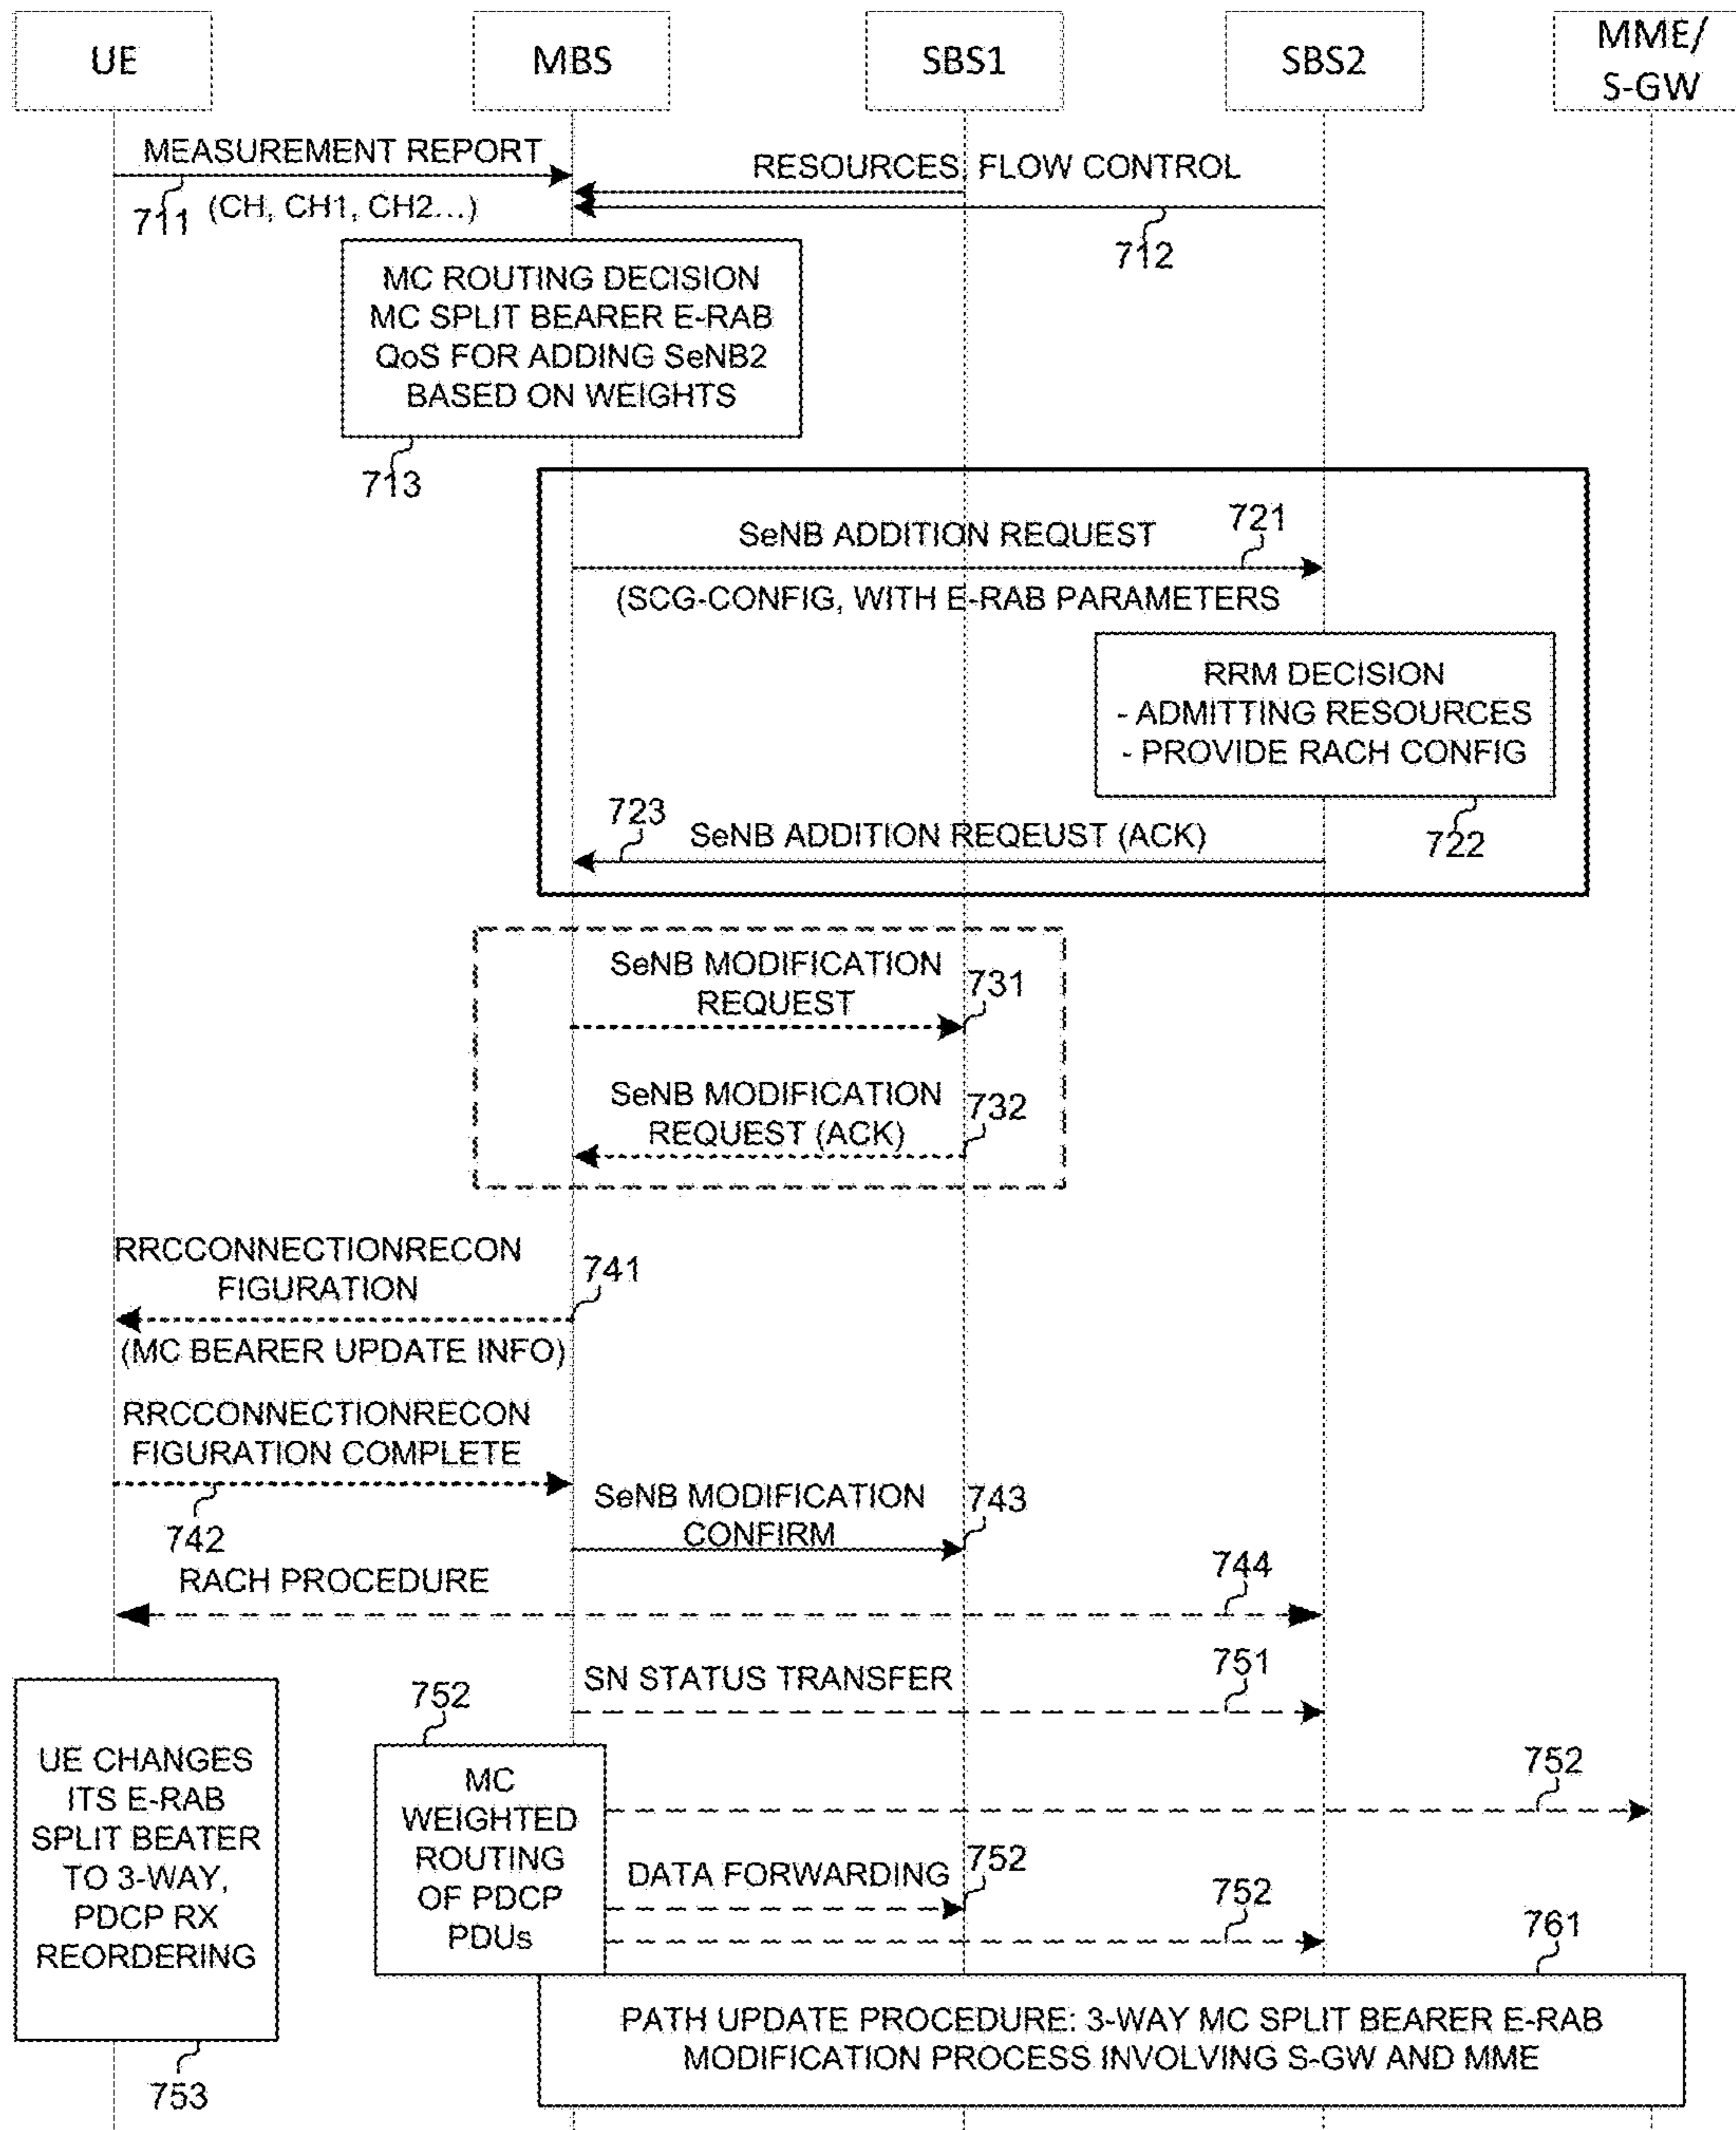 UE
MBS
SBS1
SBS2
MME/
S-GW
MEASUREMENT REPORT
711
(CH, CH1, CH2...)
RESOURCES, FLOW CONTROL
712
MC ROUTING DECISION
MC SPLIT BEARER E-RAB
QoS FOR ADDING SeNB2
BASED ON WEIGHTS
713
SeNB ADDITION REQUEST
721
(SCG-CONFIG, WITH E-RAB PARAMETERS
RRM DECISION
- ADMITTING RESOURCES
- PROVIDE RACH CONFIG
722
723
SeNB ADDITION REQEUST (ACK)
SeNB MODIFICATION
REQUEST
731
SeNB MODIFICATION
REQUEST (ACK)
732
RRCCONNECTIONRECON
FIGURATION
741
(MC BEARER UPDATE INFO)
RRCCONNECTIONRECON
FIGURATION COMPLETE
742
SeNB MODIFICATION
CONFIRM
743
RACH PROCEDURE
744
SN STATUS TRANSFER
751
752
MC
WEIGHTED
ROUTING
OF PDCP
PDUs
752
DATA FORWARDING
752
752
UE CHANGES
ITS E-RAB
SPLIT BEATER
TO 3-WAY,
PDCP RX
REORDERING
753
761
PATH UPDATE PROCEDURE: 3-WAY MC SPLIT BEARER E-RAB
MODIFICATION PROCESS INVOLVING S-GW AND MME